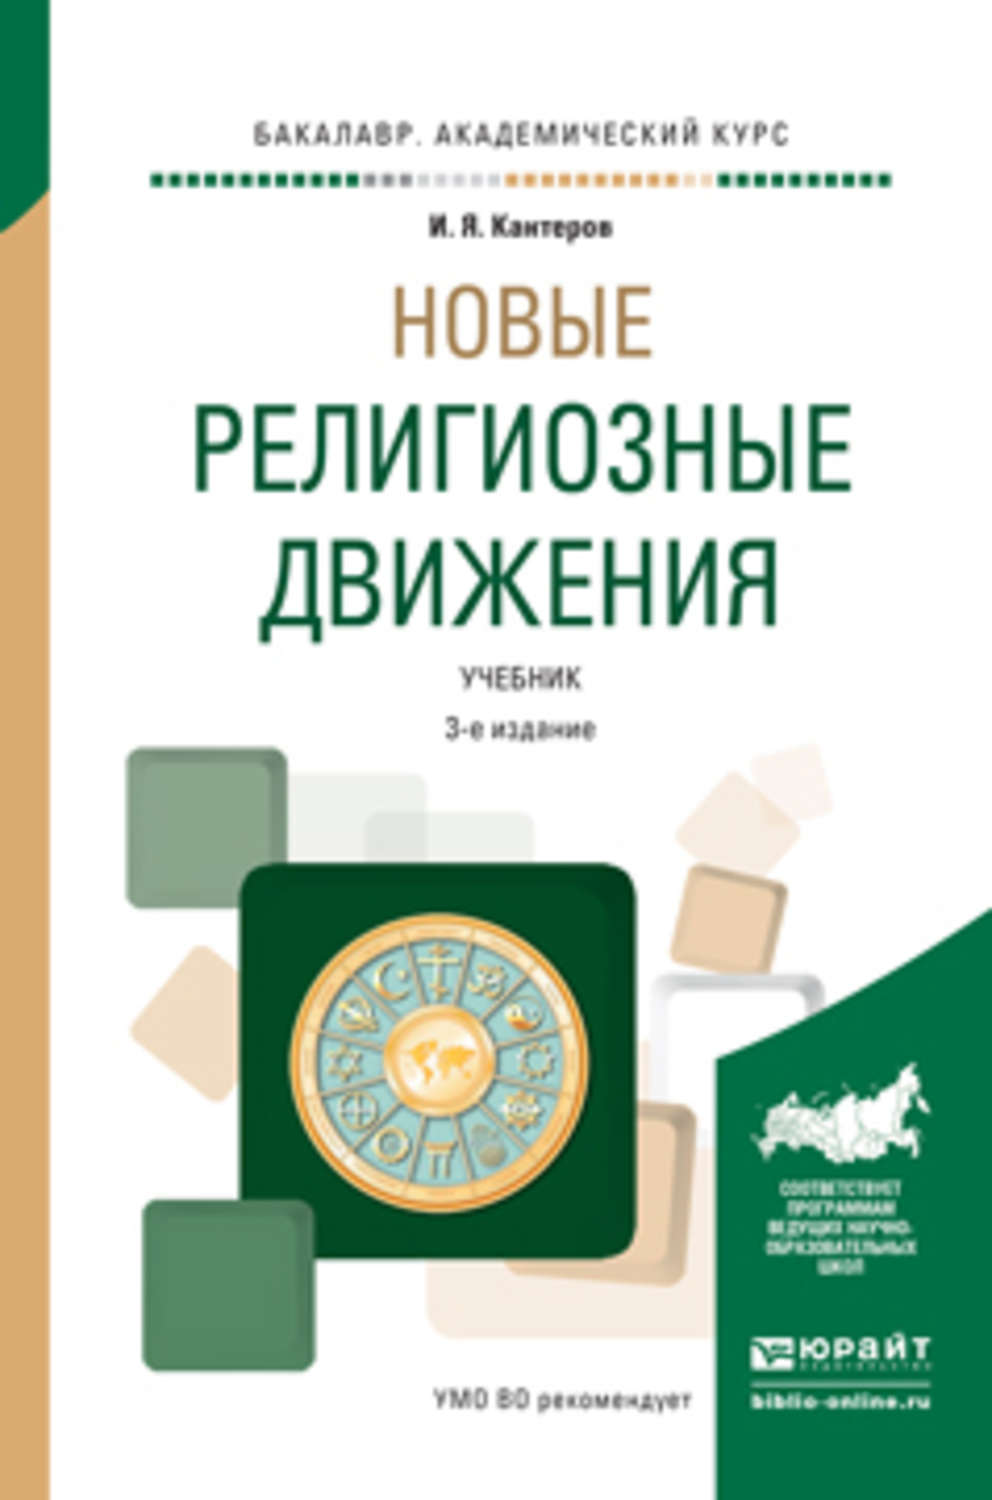 БАКАЛАВР. АКАДЕМИЧЕСКИЙ КУРС
И. Я. Кантеров
НОВЫЕ
РЕЛИГИОЗНЫЕ
ДВИЖЕНИЯ
УЧЕБНИК
3-е издание
СООТВЕТСТВУЕТ
ПРОГРАММАМ
ВЕДУЩИХ НАУЧНО-
ОБРАЗОВАТЕЛЬНЫХ
ШКОЛ
ЮРАЙТ
ИЗДАТЕЛЬСТВО
biblio-online.ru
УМО ВО рекомендует